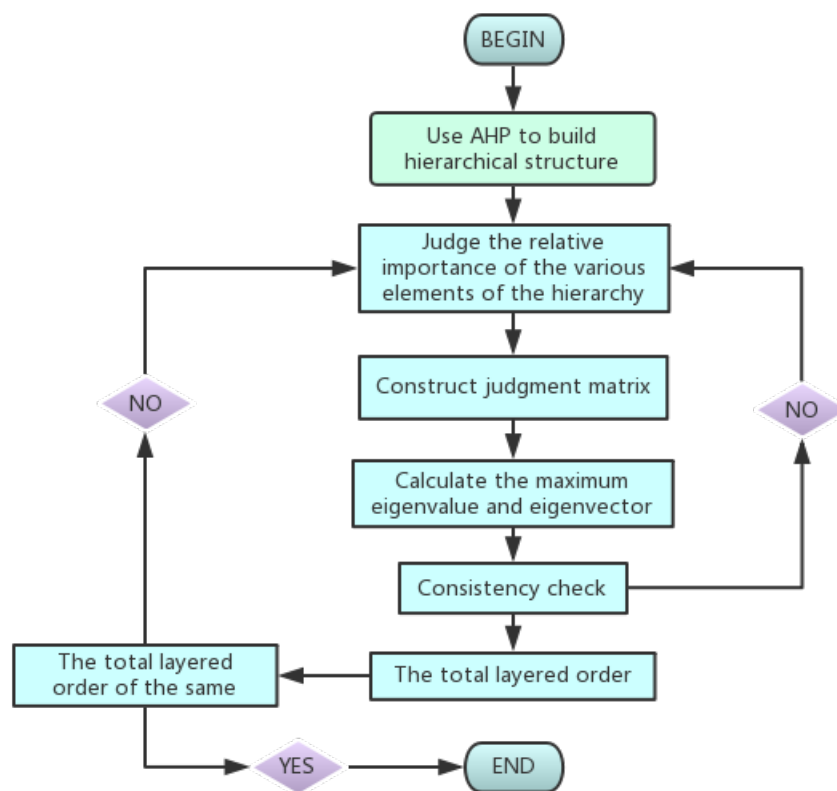 BEGIN
Use AHP to build
hierarchical structure
Judge the relative
importance of the various
elements of the hierarchy
Construct judgment matrix
NO
NO
Calculate the maximum
eigenvalue and eigenvector
Consistency check
The total layered
order of the same
The total layered order
YES
END